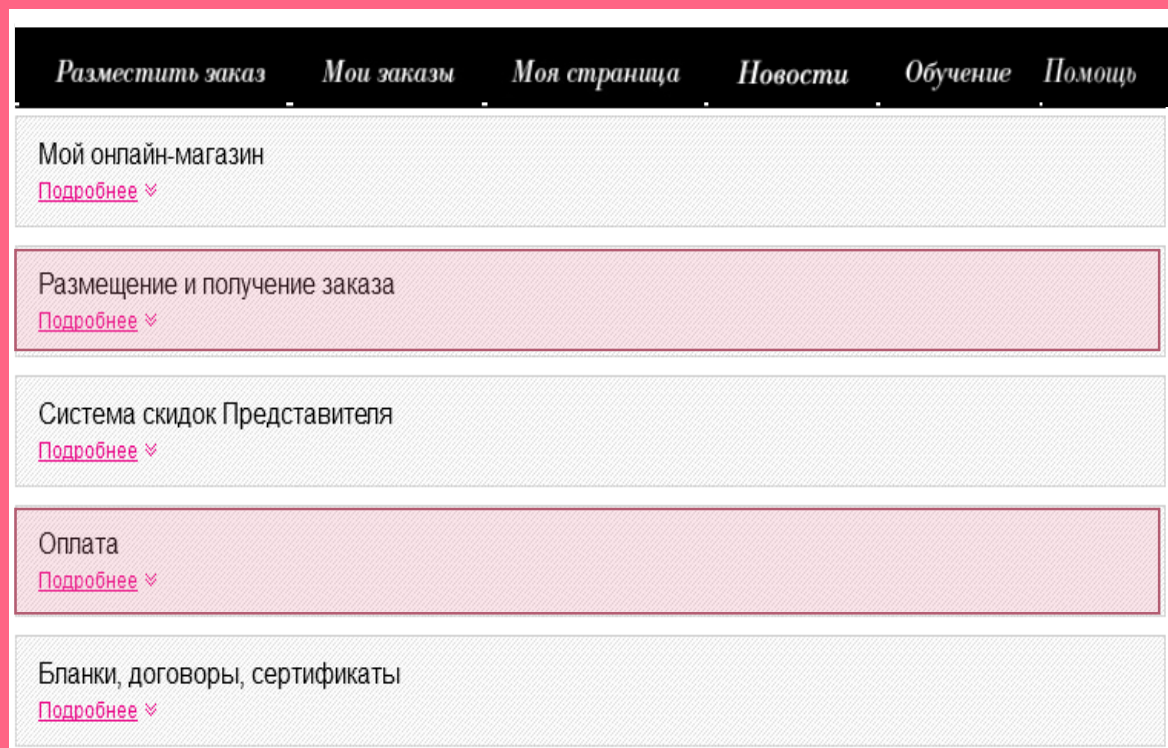 Разместить заказ Мои заказы Моя страница Новости Обучение Помощь
Мой онлайн-магазин
Подробнее
Размещение и получение заказа
Подробнее
Система скидок Представителя
Подробнее
Оплата
Подробнее
Бланки, договоры, сертификаты
Подробнее